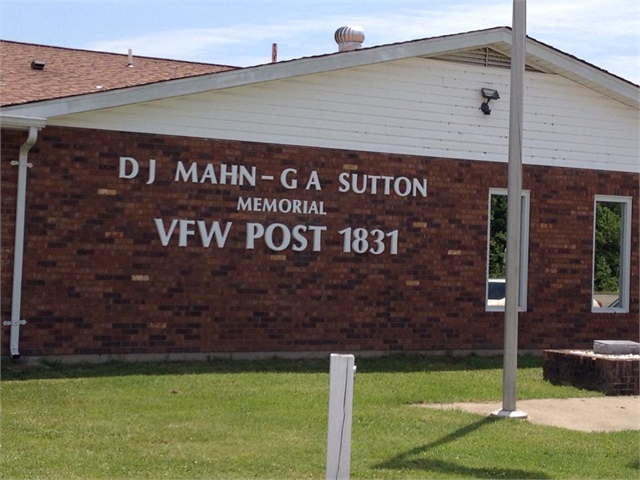 D J MAHN - G A SUTTON
MEMORIAL
VFW POST 1831